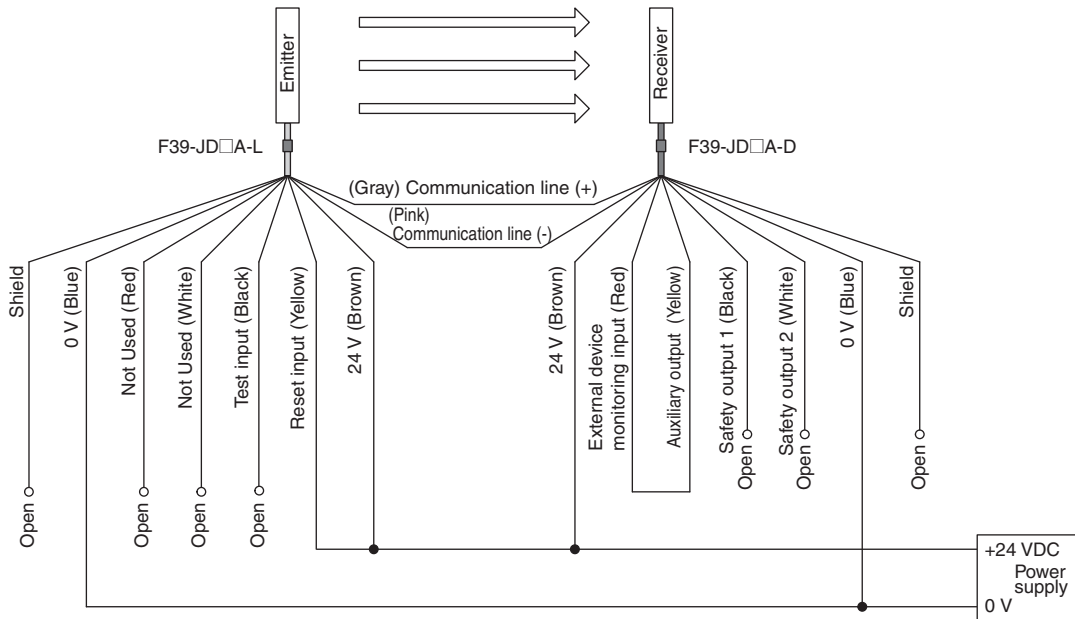 Emitter
Receiver
F39-JD□A-L
F39-JD□A-D
(Gray) Communication line (+)
(Pink)
Communication line (-)
Shield
0 V (Blue)
Not Used (Red)
Not Used (White)
Test input (Black)
Reset input (Yellow)
24 V (Brown)
24 V (Brown)
External device
monitoring input (Red)
Auxiliary output (Yellow)
Safety output 1 (Black)
Safety output 2 (White)
0 V (Blue)
Shield
Open
Open
Open
Open
Open
Open
Open
+24 VDC
Power
supply
0 V